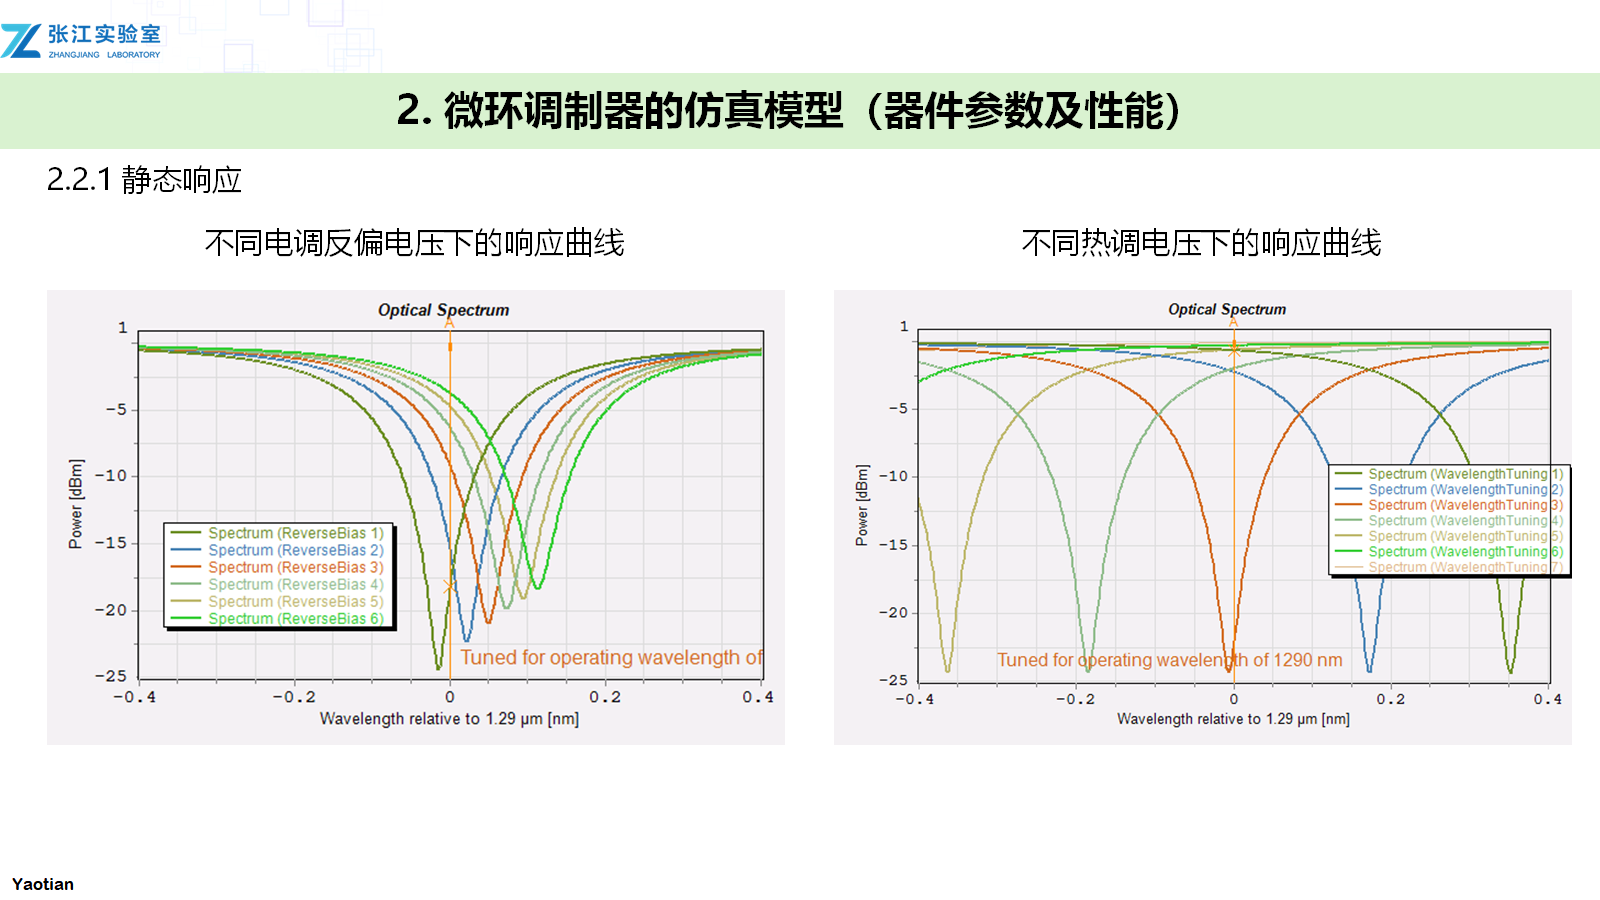 张江实验室
ZHANGJIANG LABORATORY
2. 微环调制器的仿真模型（器件参数及性能）
2.2.1 静态响应
不同电调反偏电压下的响应曲线
Optical Spectrum
A
1
−5
−10
−15
−20
−25
Power [dBm]
Spectrum (ReverseBias 1)
Spectrum (ReverseBias 2)
Spectrum (ReverseBias 3)
Spectrum (ReverseBias 4)
Spectrum (ReverseBias 5)
Spectrum (ReverseBias 6)
Tuned for operating wavelength of
−0.4 −0.2 0 0.2 0.4
Wavelength relative to 1.29 µm [nm]
不同热调电压下的响应曲线
Optical Spectrum
A
1
−5
−10
−15
−20
−25
Power [dBm]
Spectrum (WavelengthTuning 1)
Spectrum (WavelengthTuning 2)
Spectrum (WavelengthTuning 3)
Spectrum (WavelengthTuning 4)
Spectrum (WavelengthTuning 5)
Spectrum (WavelengthTuning 6)
Spectrum (WavelengthTuning 7)
Tuned for operating wavelength of 1290 nm
−0.4 −0.2 0 0.2 0.4
Wavelength relative to 1.29 µm [nm]
Yaotian